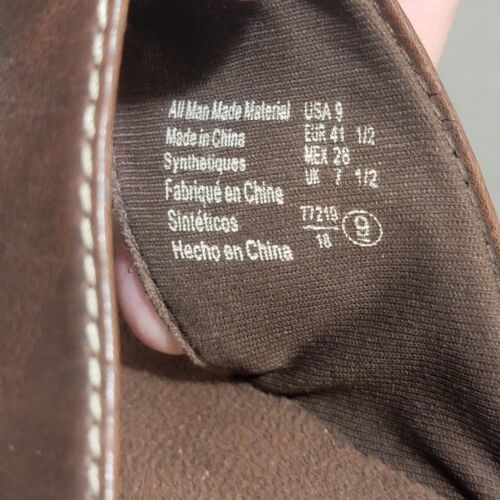 All Man Made Material
Made in China
Synthetiques
Fabriqué en Chine
Sintéticos
Hecho en China
USA 9
EUR 41 1/2
MEX 26
UK 7 1/2
77219
18
9